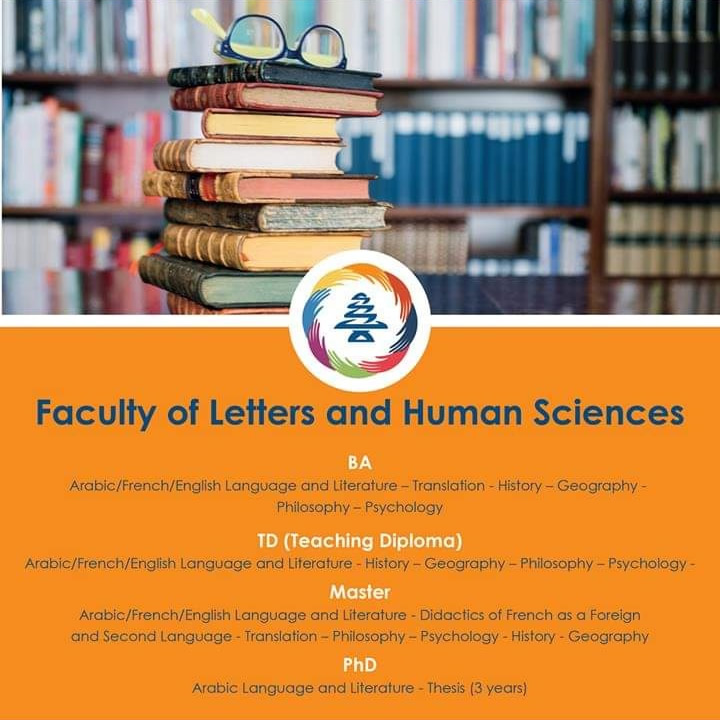 Faculty of Letters and Human Sciences
BA
Arabic/French/English Language and Literature – Translation - History – Geography -
Philosophy – Psychology
TD (Teaching Diploma)
Arabic/French/English Language and Literature - History – Geography – Philosophy – Psychology -
Master
Arabic/French/English Language and Literature - Didactics of French as a Foreign
and Second Language - Translation – Philosophy – Psychology - History - Geography
PhD
Arabic Language and Literature - Thesis (3 years)